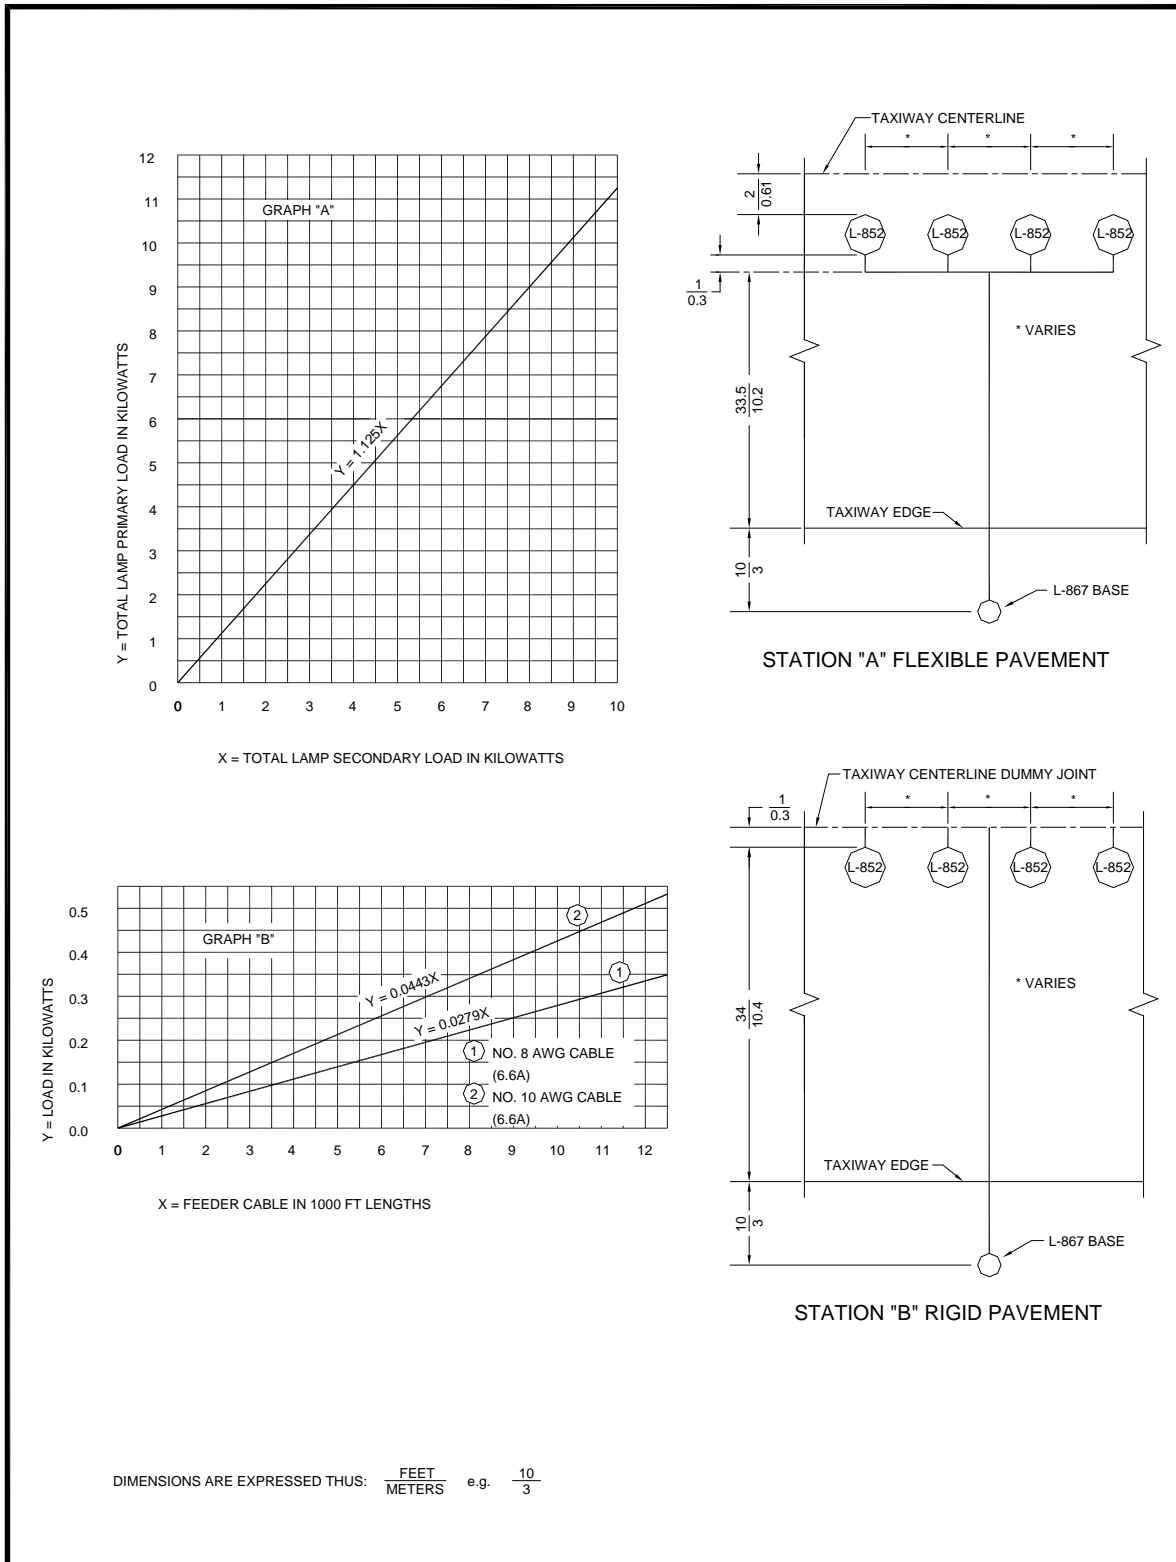 12
11
10
9
8
7
6
5
4
3
2
1
0
GRAPH "A"
Y = 1.125X
Y = TOTAL LAMP PRIMARY LOAD IN KILOWATTS
0 1 2 3 4 5 6 7 8 9 10
X = TOTAL LAMP SECONDARY LOAD IN KILOWATTS
TAXIWAY CENTERLINE
* * *
2
0.61
L-852 L-852 L-852 L-852
1
0.3
* VARIES
33.5
10.2
TAXIWAY EDGE
10
3
L-867 BASE
STATION "A" FLEXIBLE PAVEMENT
0.5
0.4
0.3
0.2
0.1
0.0
GRAPH "B"
2
1
Y = 0.0443X
Y = 0.0279X
1 NO. 8 AWG CABLE
(6.6A)
2 NO. 10 AWG CABLE
(6.6A)
Y = LOAD IN KILOWATTS
0 1 2 3 4 5 6 7 8 9 10 11 12
X = FEEDER CABLE IN 1000 FT LENGTHS
TAXIWAY CENTERLINE DUMMY JOINT
1
0.3
* * *
L-852 L-852 L-852 L-852
* VARIES
34
10.4
TAXIWAY EDGE
10
3
L-867 BASE
STATION "B" RIGID PAVEMENT
DIMENSIONS ARE EXPRESSED THUS: FEET
METERS e.g. 10
3